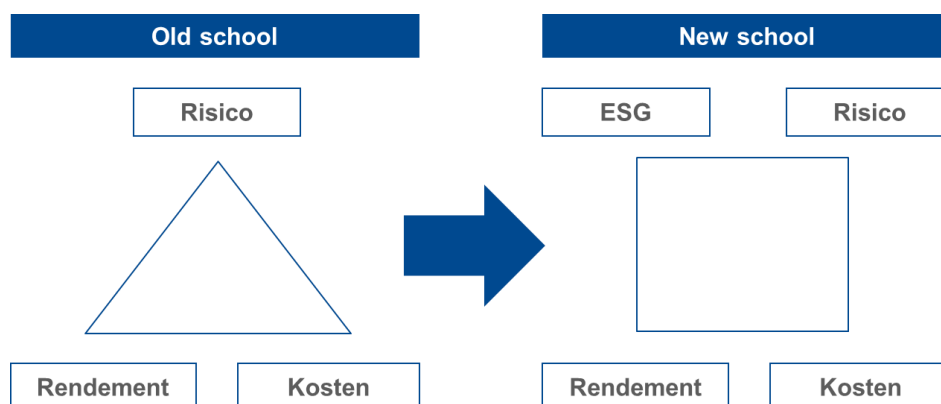 Old school
New school
Risico
ESG
Risico
Rendement
Kosten
Rendement
Kosten